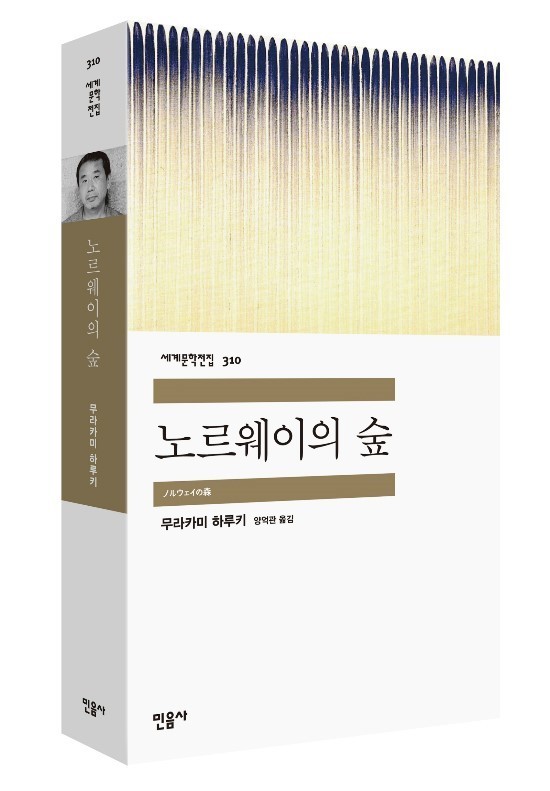 310
세계
문학
전집
노르웨이의 숲
무라카미 하루키
민음사
세계문학전집 310
노르웨이의 숲
ノルウェイの森
무라카미 하루키 양억관 옮김
민음사